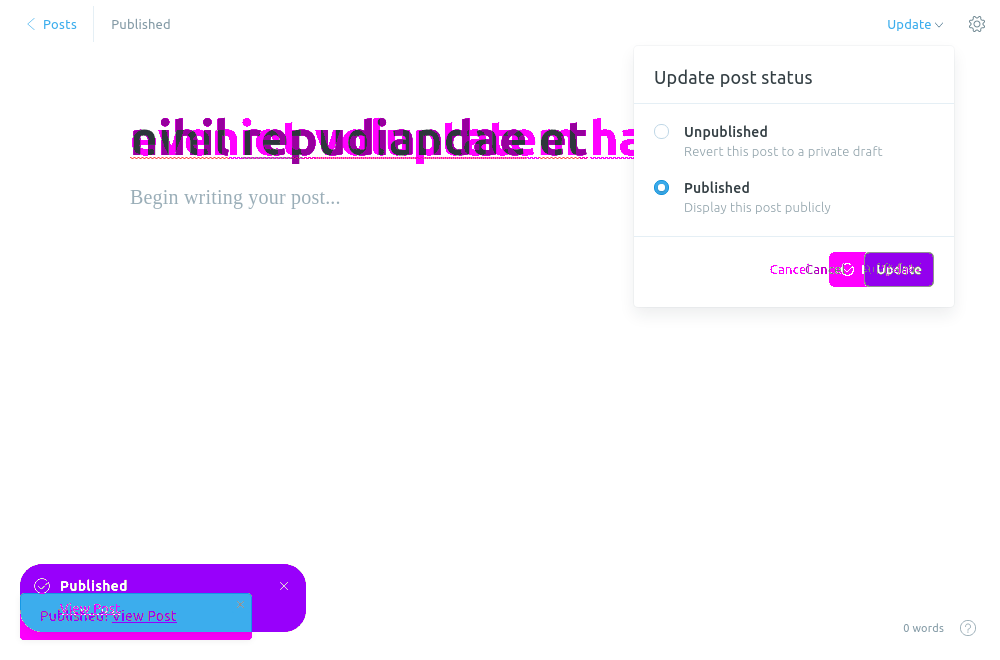 Posts
Published
Update
Update post status
nihil repudiandae et
Unpublished
Revert this post to a private draft
Begin writing your post...
Published
Display this post publicly
Cancel
Update
Published
View Post
Published! View Post
0 words
?